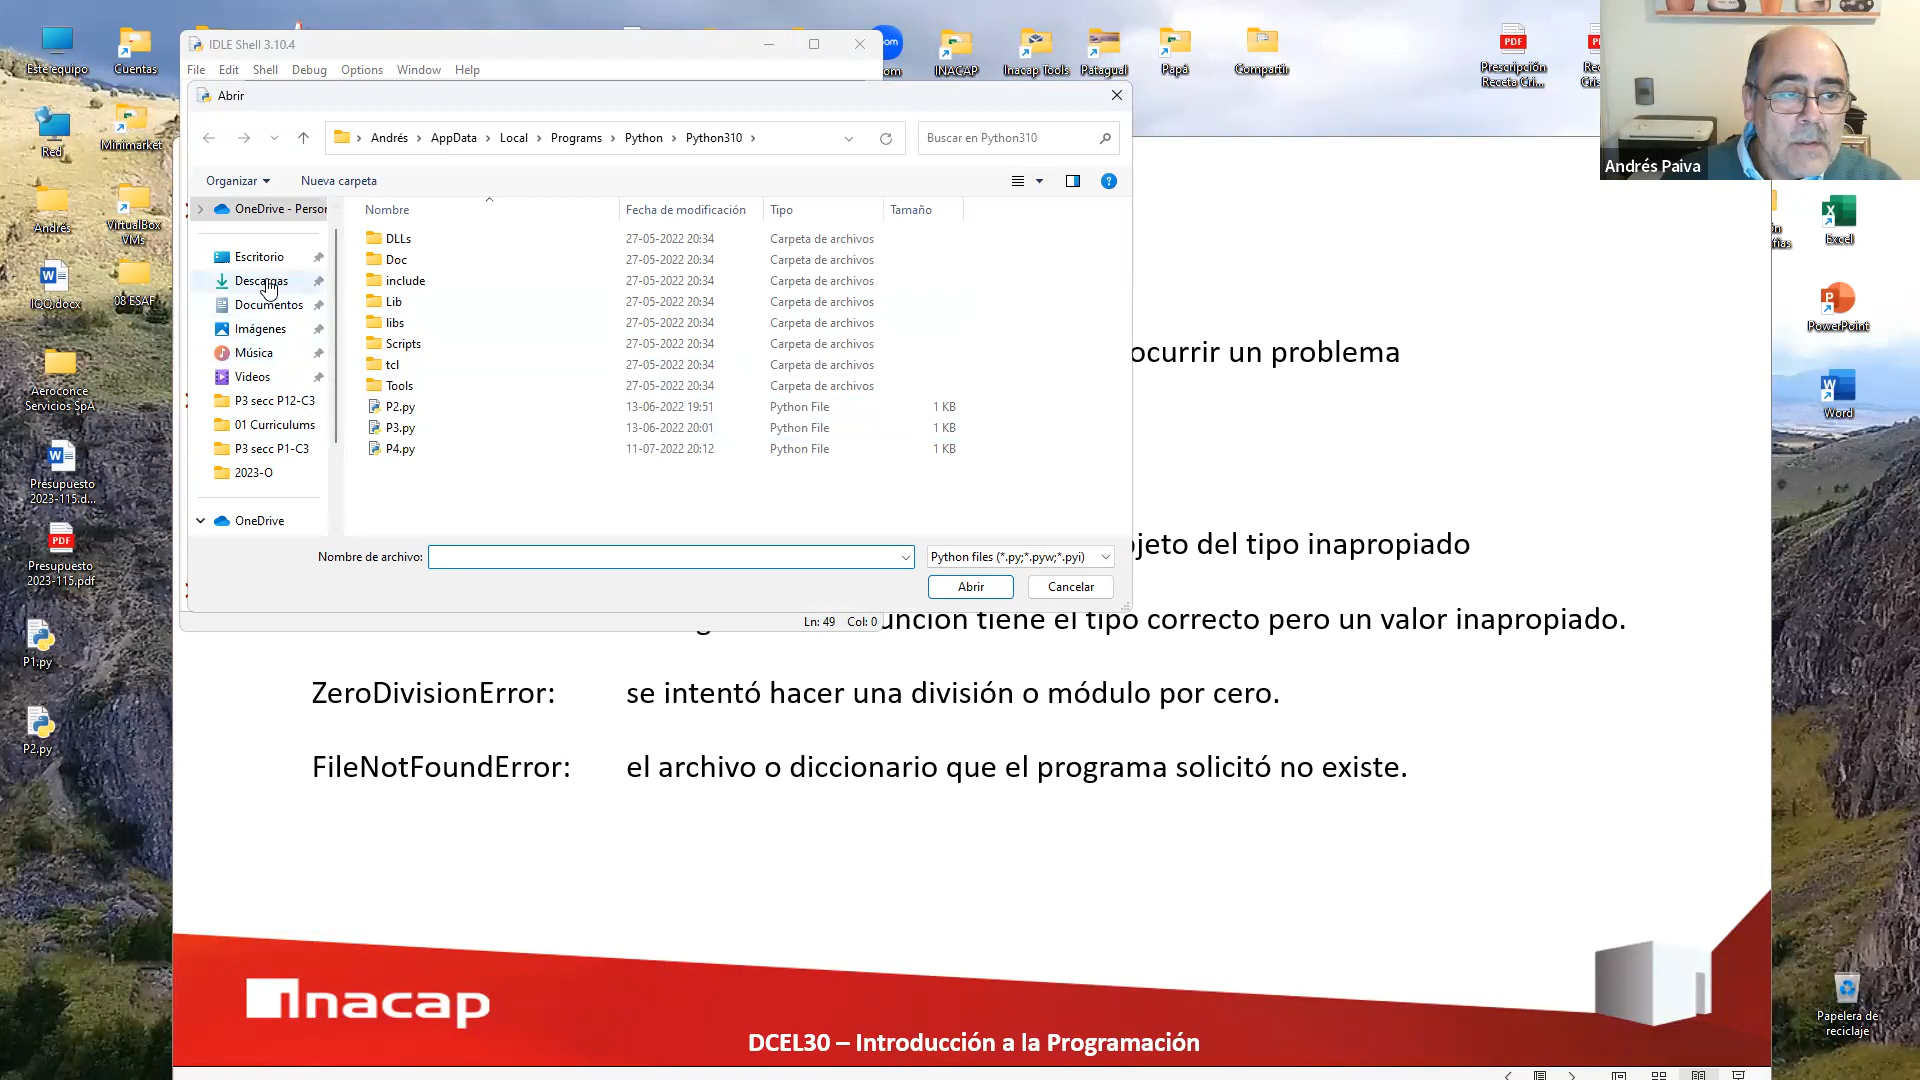 Este equipo
Cuentas
Red
Minimarket
Andrés
VirtualBox
VMs
IQQ.docx
08 ESAF
Aeroconce
Servicios SpA
Presupuesto
2023-115.d...
Presupuesto
2023-115.pdf
P1.py
P2.py
IDLE Shell 3.10.4
File Edit Shell Debug Options Window Help
Abrir
Andrés > AppData > Local > Programs > Python > Python310 >
Buscar en Python310
Organizar
Nueva carpeta
OneDrive - Person
Escritorio
Descargas
Documentos
Imágenes
Música
Videos
P3 secc P12-C3
01 Curriculums
P3 secc P1-C3
2023-O
OneDrive
Nombre Fecha de modificación Tipo Tamaño
DLLs 27-05-2022 20:34 Carpeta de archivos
Doc 27-05-2022 20:34 Carpeta de archivos
include 27-05-2022 20:34 Carpeta de archivos
Lib 27-05-2022 20:34 Carpeta de archivos
libs 27-05-2022 20:34 Carpeta de archivos
Scripts 27-05-2022 20:34 Carpeta de archivos
tcl 27-05-2022 20:34 Carpeta de archivos
Tools 27-05-2022 20:34 Carpeta de archivos
P2.py 13-06-2022 19:51 Python File 1 KB
P3.py 13-06-2022 20:01 Python File 1 KB
P4.py 11-07-2022 20:12 Python File 1 KB
Nombre de archivo:
Python files (*.py;*.pyw;*.pyi)
Abrir
Cancelar
Ln: 49 Col: 0
om
INACAP
Inacap Tools
Patagual
Papá
Compartir
PDF
Prescripción
Receta Cri...
Andrés Paiva
Excel
PowerPoint
Word
Papelera de
reciclaje
ocurrir un problema
jeto del tipo inapropiado
unción tiene el tipo correcto pero un valor inapropiado.
ZeroDivisionError: se intentó hacer una división o módulo por cero.
FileNotFoundError: el archivo o diccionario que el programa solicitó no existe.
Inacap
DCEL30 – Introducción a la Programación